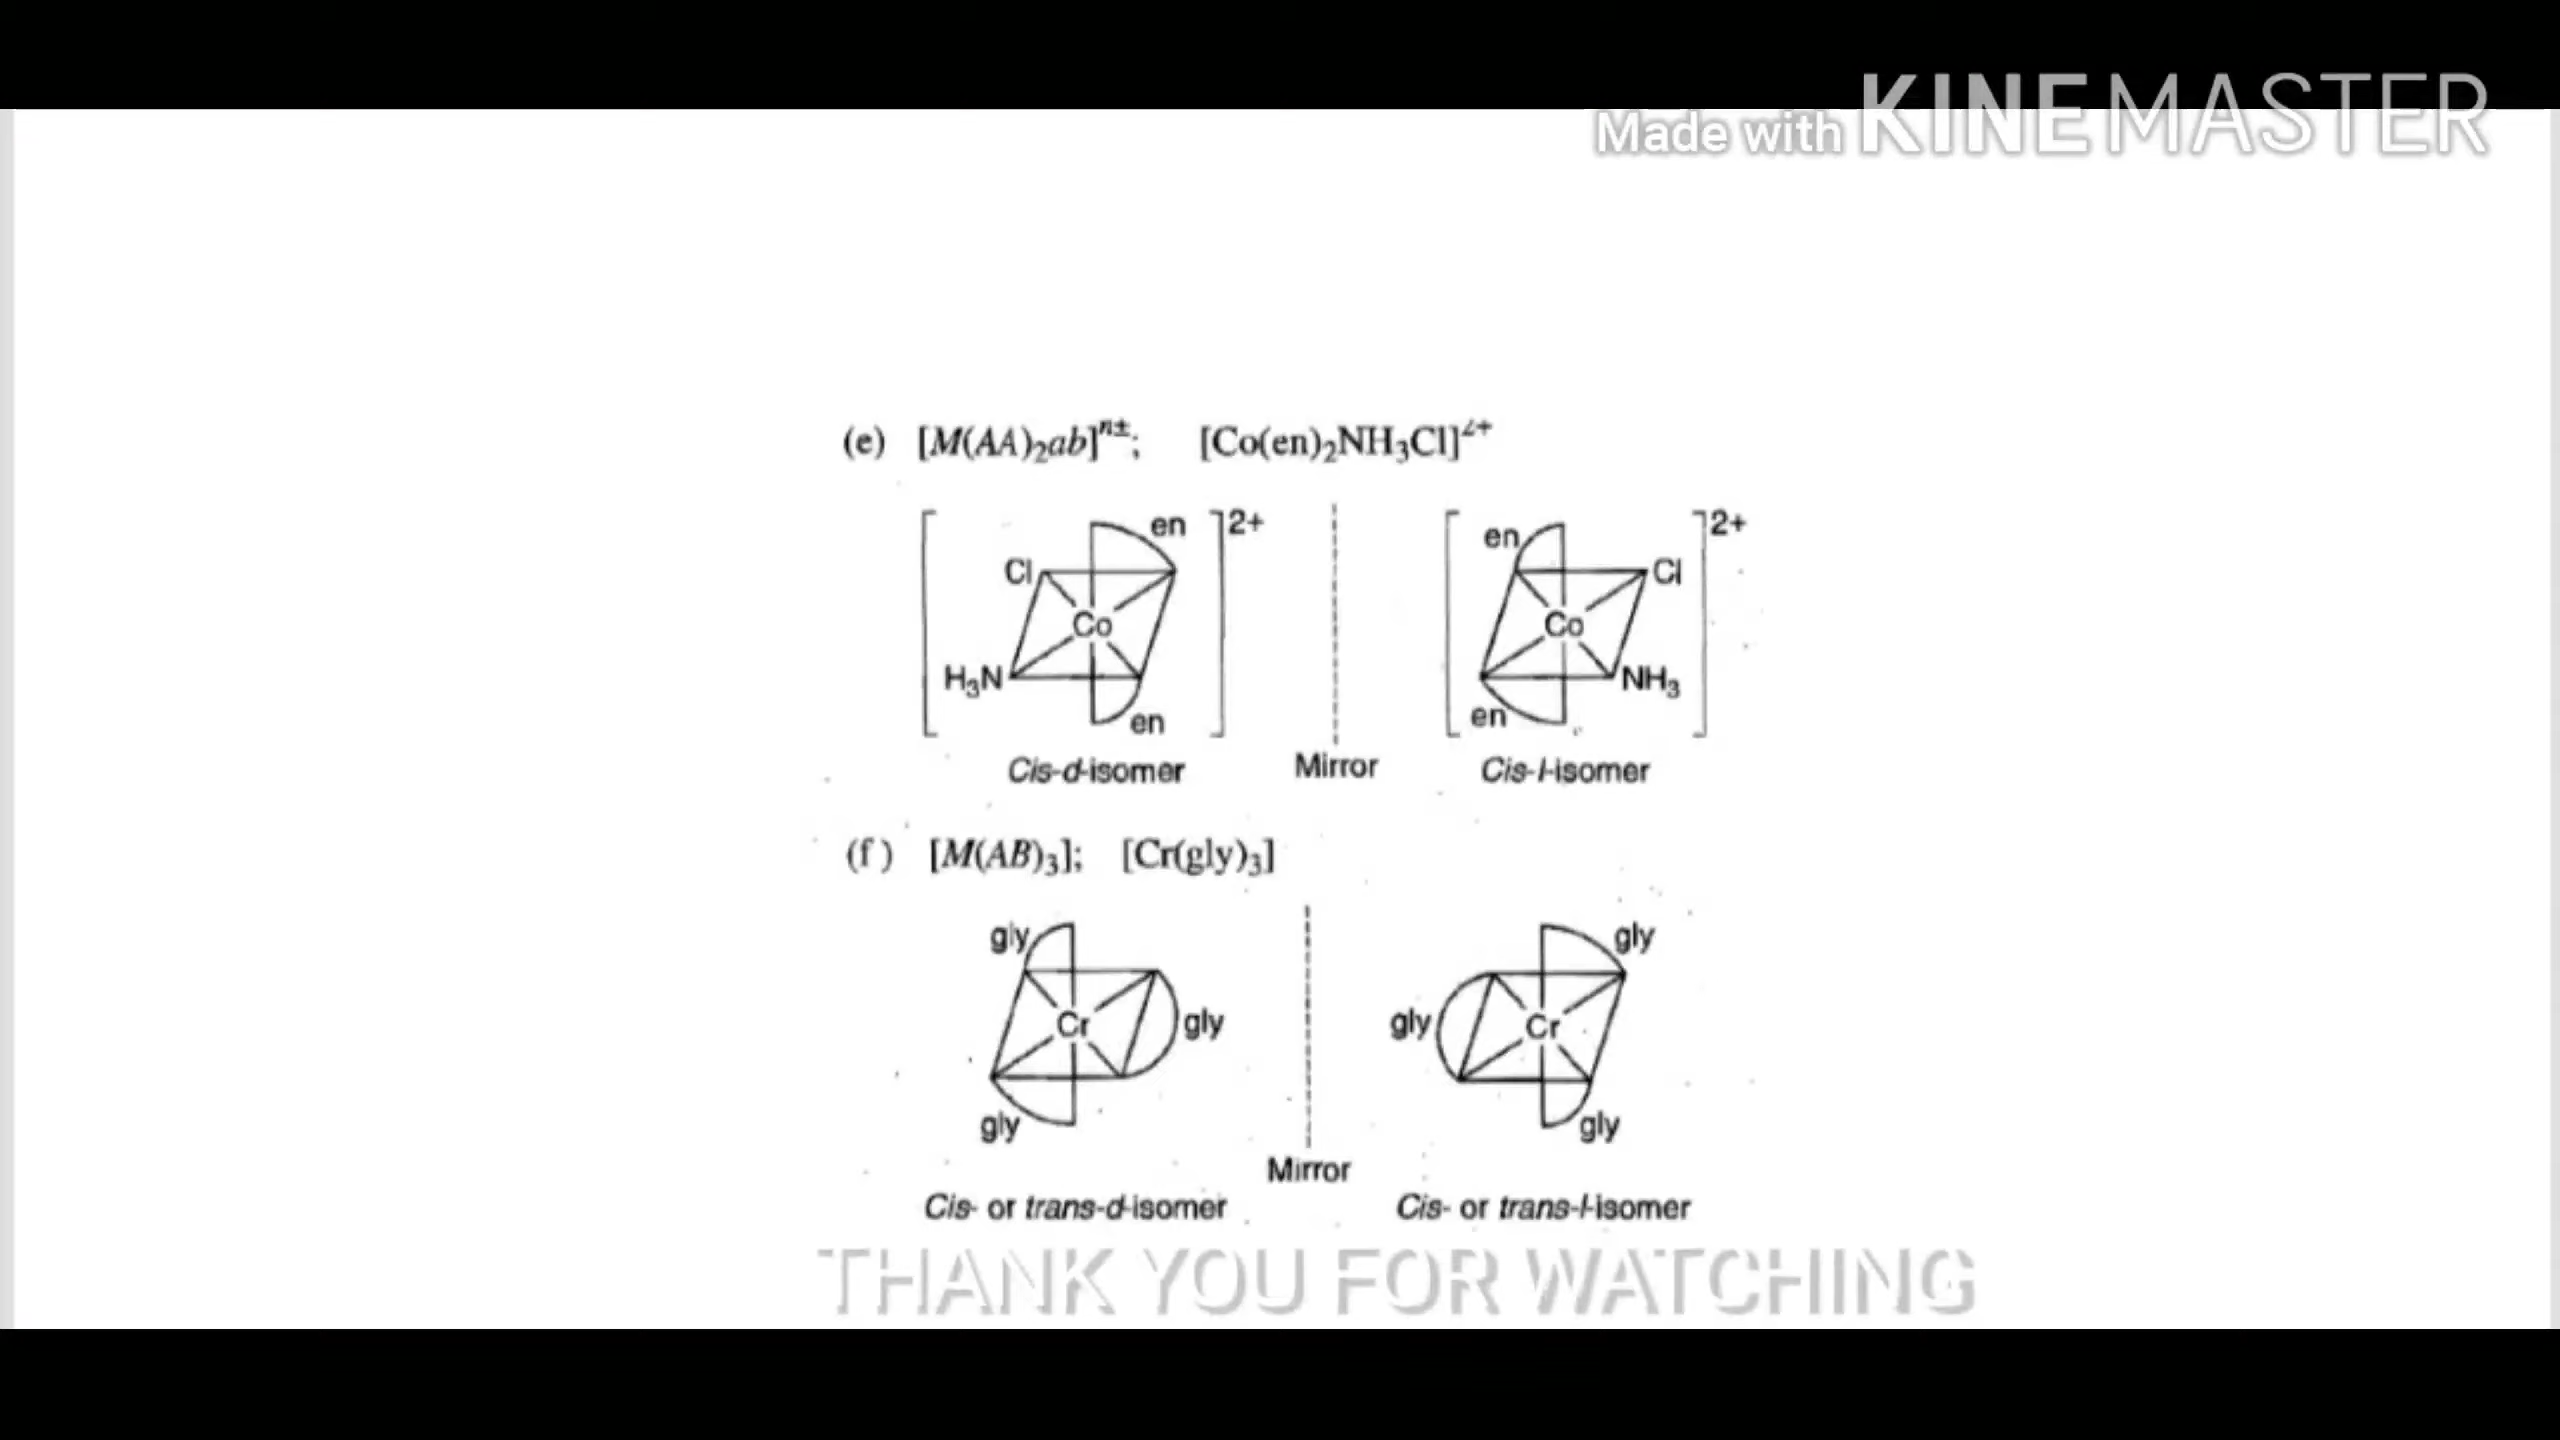 Made with KINEMASTER
(e) [M(AA)₂ab]ⁿ±; [Co(en)₂NH₃Cl]²⁺
en 2+ en 2+
Cl Cl
Co Co
H₃N NH₃
en en
Cis-d-isomer Mirror Cis-l-isomer
(f) [M(AB)₃]; [Cr(gly)₃]
gly gly
Cr gly gly Cr
gly gly
Mirror
Cis- or trans-d-isomer Cis- or trans-l-isomer
THANK YOU FOR WATCHING